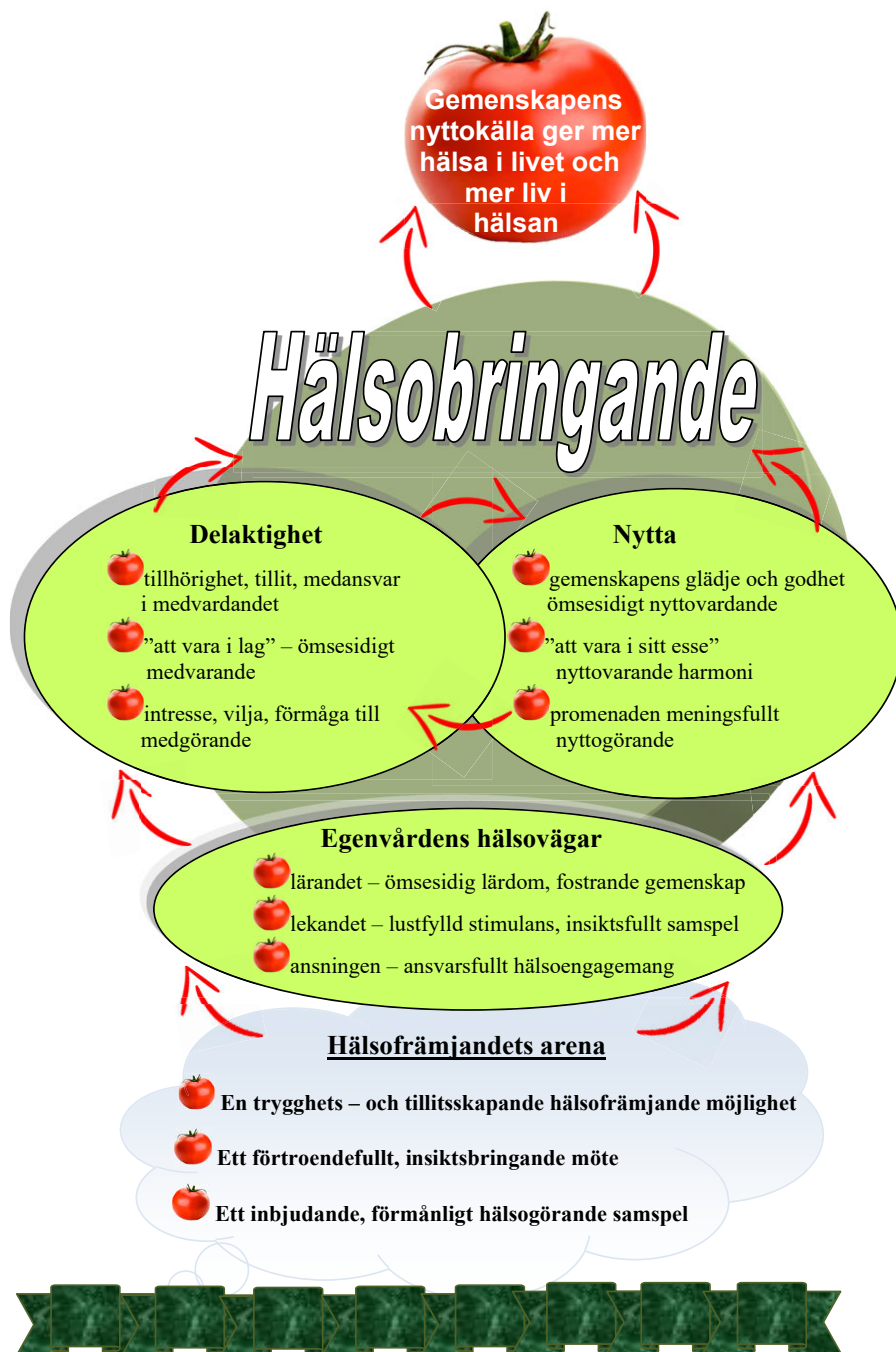 Gemenskapens
nyttokälla ger mer
hälsa i livet och
mer liv i
hälsan
Hälsobringande
Delaktighet
tillhörighet, tillit, medansvar
i medvardandet
”att vara i lag” – ömsesidigt
medvarande
intresse, vilja, förmåga till
medgörande
Nytta
gemenskapens glädje och godhet
ömsesidigt nyttovardande
”att vara i sitt esse”
nyttovarande harmoni
promenaden meningsfullt
nyttogörande
Egenvårdens hälsovägar
lärandet – ömsesidig lärdom, fostrande gemenskap
lekandet – lustfylld stimulans, insiktsfullt samspel
ansningen – ansvarsfullt hälsoengagemang
Hälsofrämjandets arena
En trygghets – och tillitsskapande hälsofrämjande möjlighet
Ett förtroendefullt, insiktsbringande möte
Ett inbjudande, förmånligt hälsogörande samspel